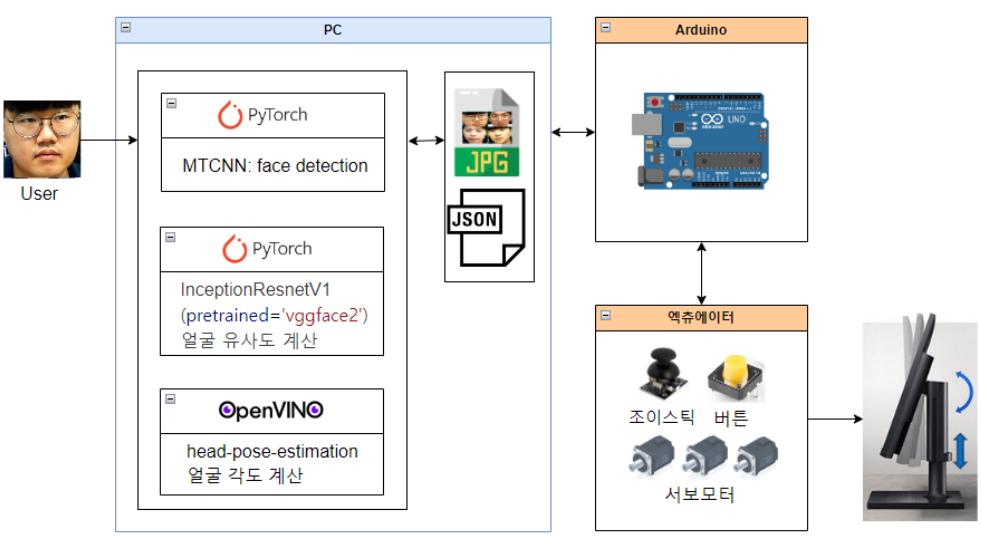 PC
PyTorch
MTCNN: face detection
PyTorch
InceptionResnetV1
(pretrained='vggface2')
얼굴 유사도 계산
OpenVINO
head-pose-estimation
얼굴 각도 계산
JPG
JSON
User
Arduino
UNO
엑츄에이터
조이스틱
버튼
서보모터